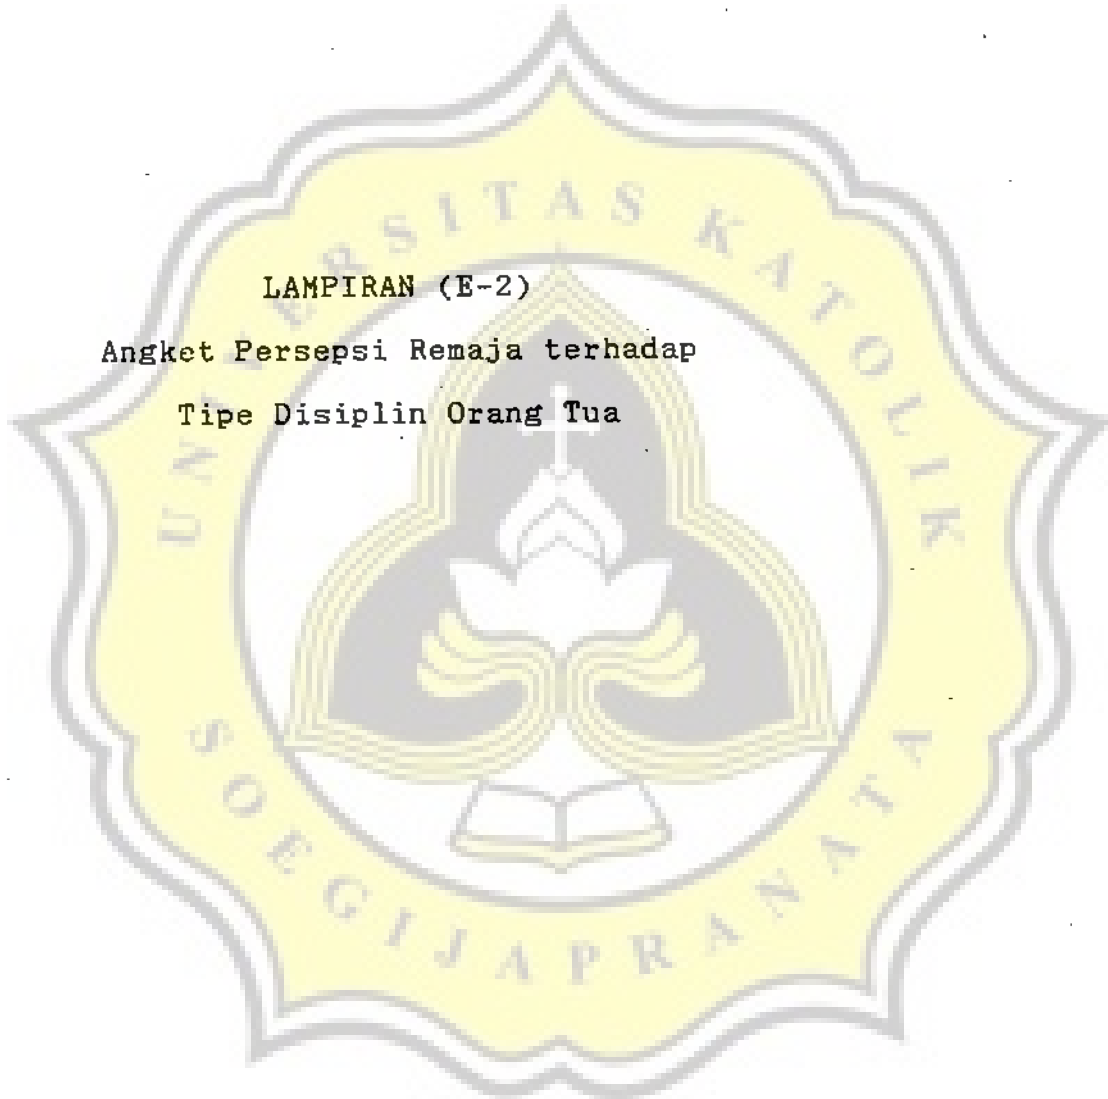 LAMPIRAN (E-2)
Angket Persepsi Remaja terhadap
Tipe Disiplin Orang Tua
UNIVERSITAS KATOLIK
SOEGIJAPRANATA